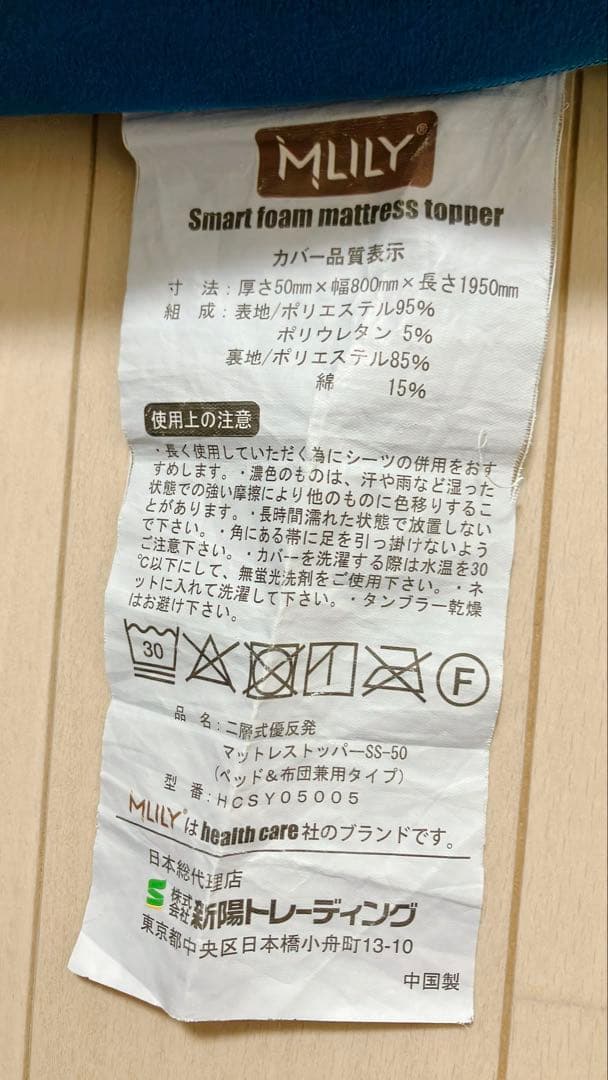 MLILY®
Smart foam mattress topper
カバー品質表示
寸 法：厚さ50mm×幅800mm×長さ1950mm
組 成：表地/ポリエステル95%
ポリウレタン 5%
裏地/ポリエステル85%
綿 15%
使用上の注意
・長く使用していただく為にシーツの併用をおす
すめします。・濃色のものは、汗や雨など湿った
状態での強い摩擦により他のものに色移りするこ
とがあります。・長時間濡れた状態で放置しない
で下さい。・角にある帯に足を引っ掛けないよう
ご注意下さい。・カバーを洗濯する際は水温を30
℃以下にして、無蛍光洗剤をご使用下さい。・ネ
ットに入れて洗濯して下さい。・タンブラー乾燥
はお避け下さい。
30 F
品 名：二層式優反発
マットレストッパーSS-50
(ベッド&布団兼用タイプ)
型 番：HCSY05005
MLILY®はhealth care社のブランドです。
日本総代理店
S 株式会社新陽トレーディング
東京都中央区日本橋小舟町13-10
中国製